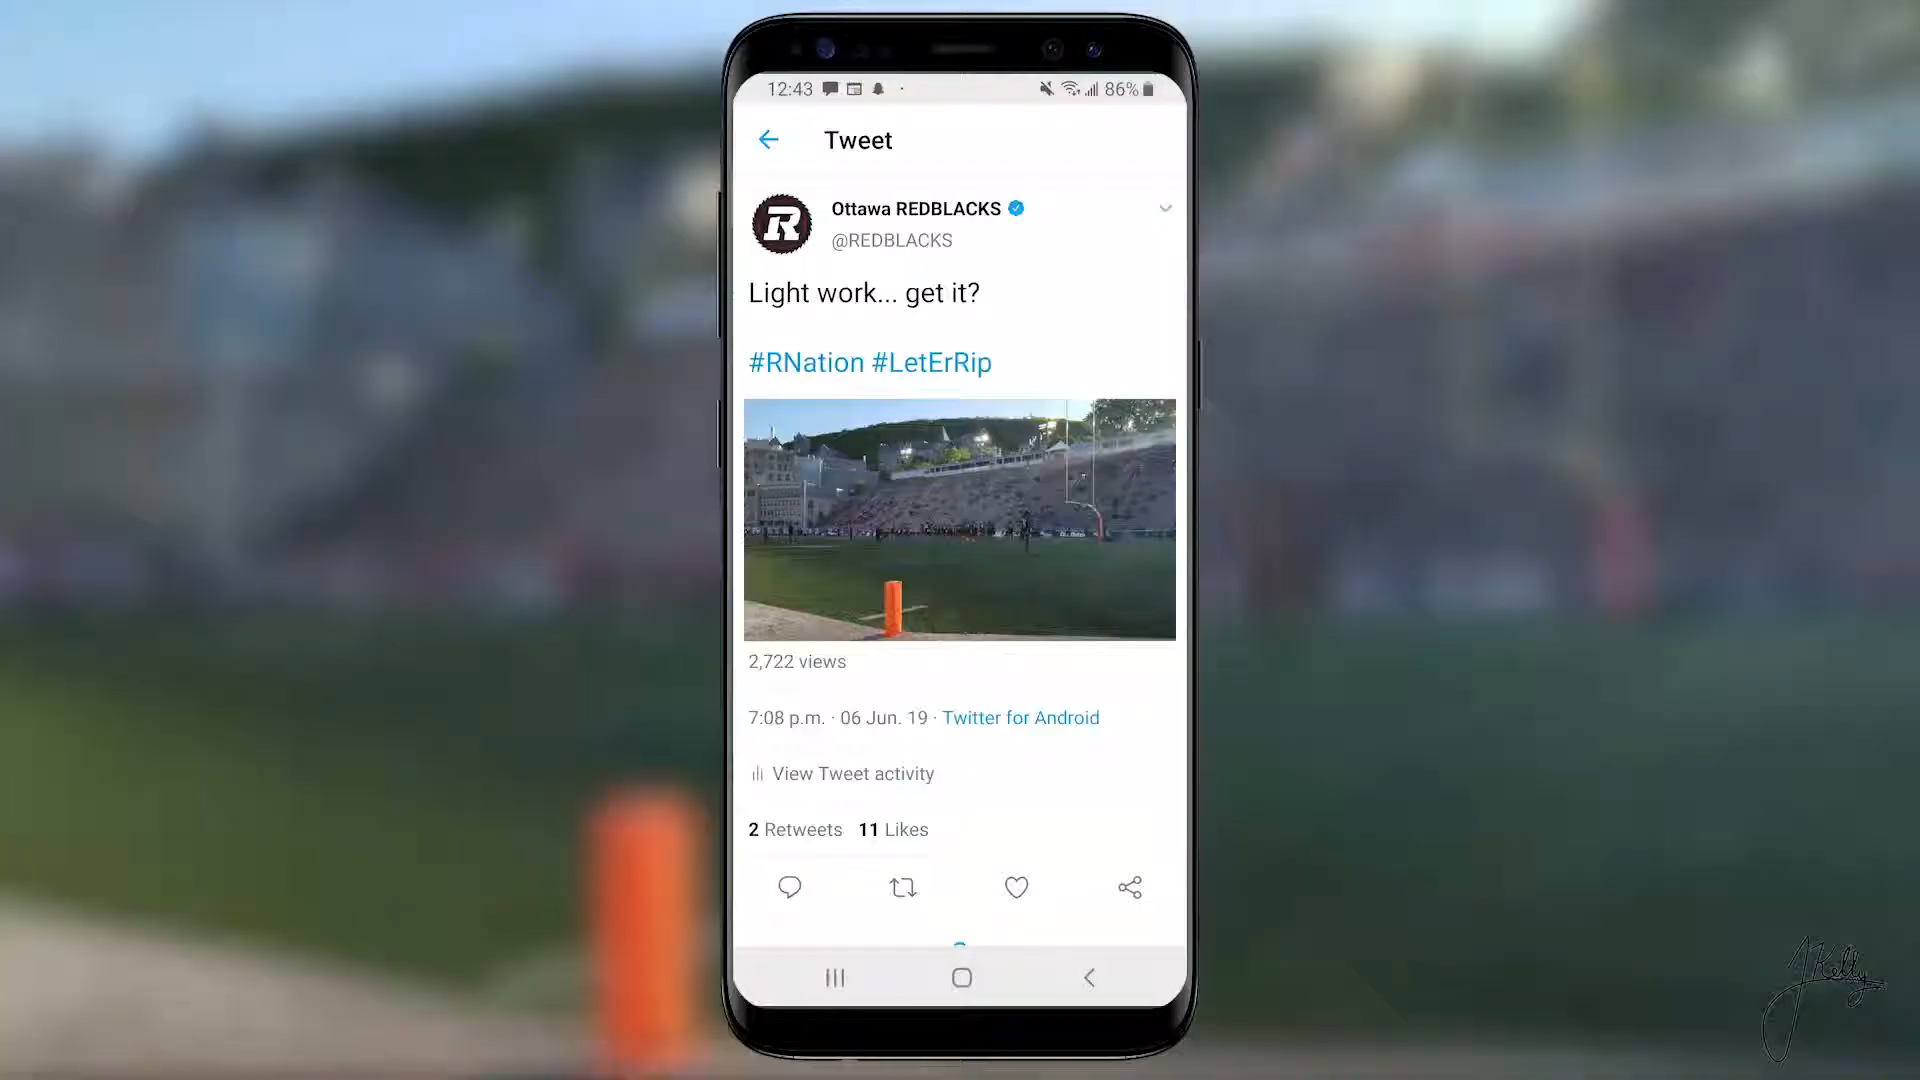 12:43 86%
Tweet
R
Ottawa REDBLACKS
@REDBLACKS
Light work... get it?
#RNation #LetErRip
2,722 views
7:08 p.m. · 06 Jun. 19 · Twitter for Android
View Tweet activity
2 Retweets 11 Likes
JKelly